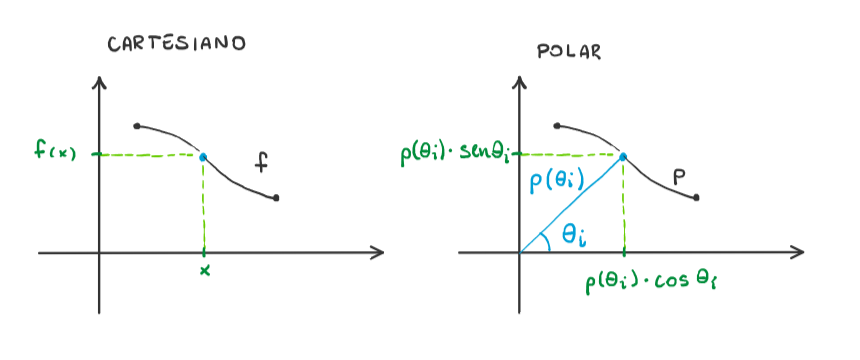 CARTESIANO
f(x)
f
x
POLAR
ρ(θi)·senθi
ρ(θi)
ρ
θi
ρ(θi)·cos θi